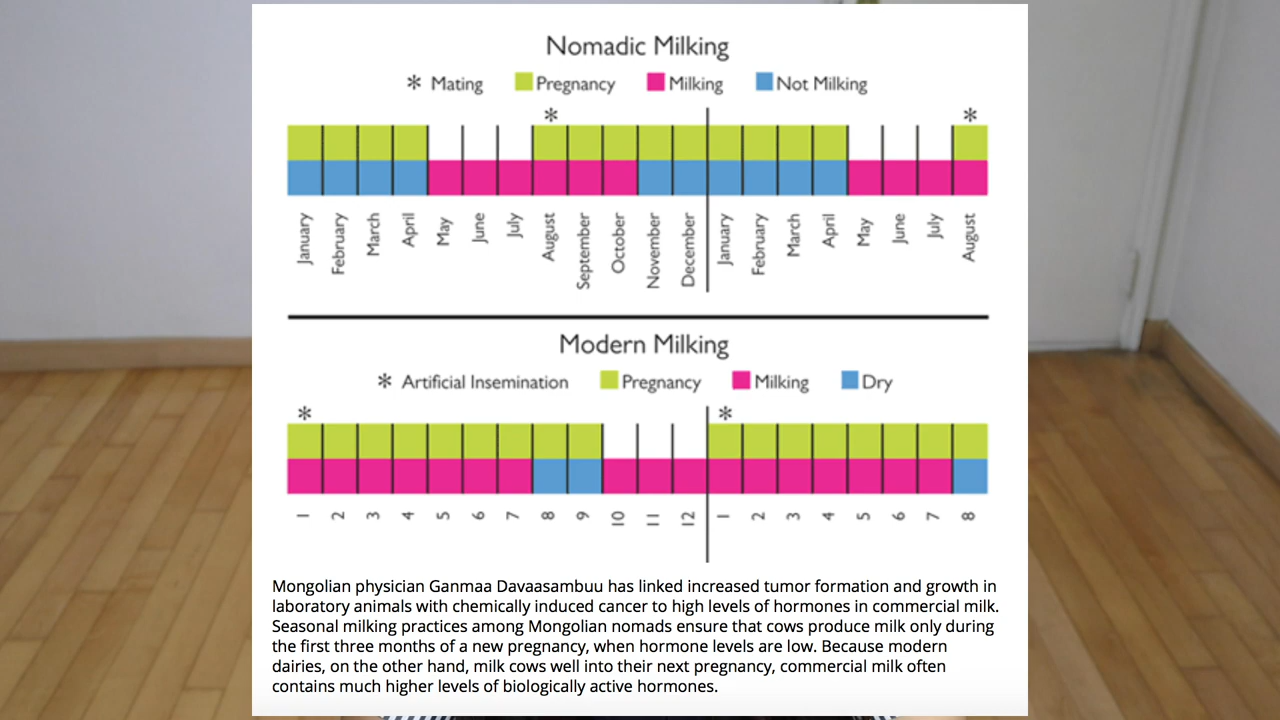 Nomadic Milking
* Mating Pregnancy Milking Not Milking
* *
January February March April May June July August September October November December January February March April May June July August
Modern Milking
* Artificial Insemination Pregnancy Milking Dry
* *
1 2 3 4 5 6 7 8 9 10 11 12 1 2 3 4 5 6 7 8
Mongolian physician Ganmaa Davaasambuu has linked increased tumor formation and growth in
laboratory animals with chemically induced cancer to high levels of hormones in commercial milk.
Seasonal milking practices among Mongolian nomads ensure that cows produce milk only during
the first three months of a new pregnancy, when hormone levels are low. Because modern
dairies, on the other hand, milk cows well into their next pregnancy, commercial milk often
contains much higher levels of biologically active hormones.